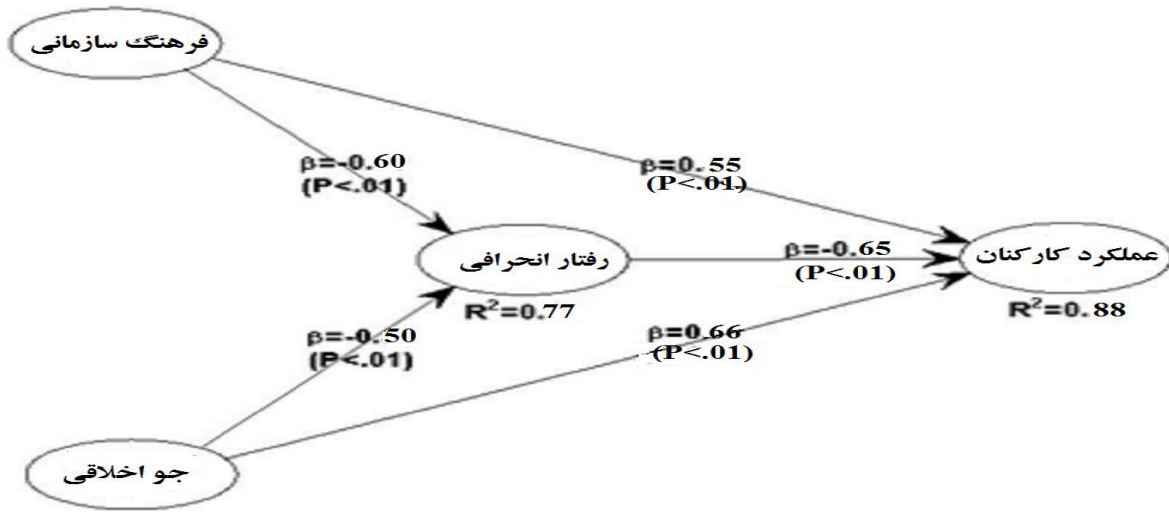 فرهنگ سازمانی
β=-0.60
(P<.01)
β=0.55
(P<.01)
رفتار انحرافی
R²=0.77
β=-0.65
(P<.01)
عملکرد کارکنان
R²=0.88
β=-0.50
(P<.01)
β=0.66
(P<.01)
جو اخلاقی